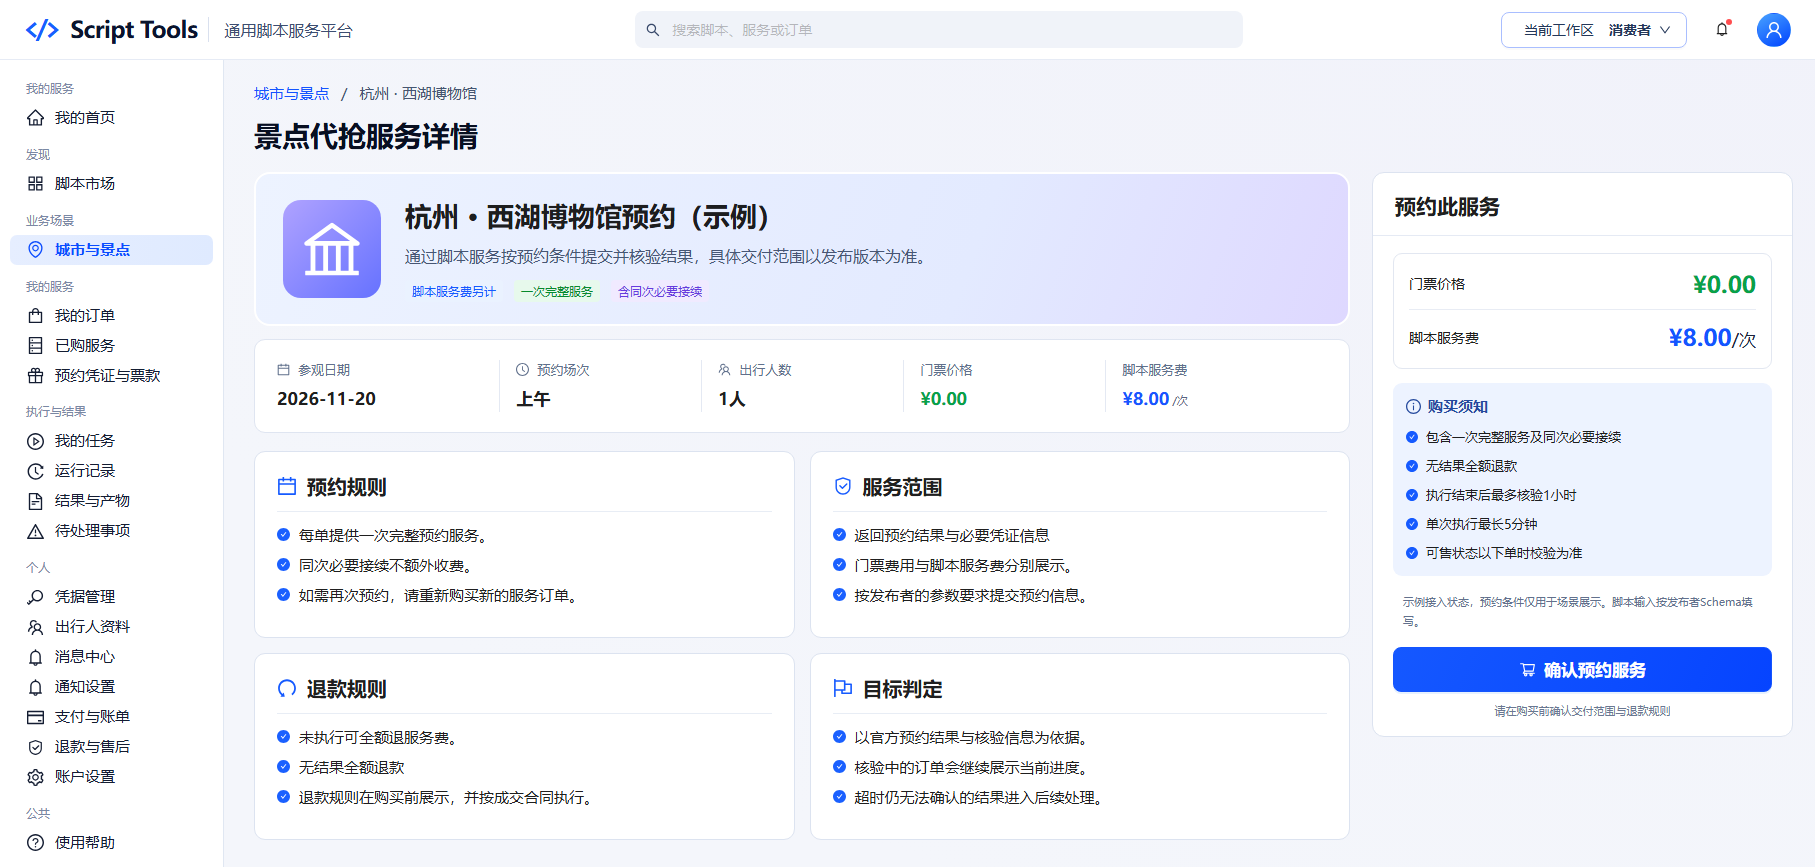 Script Tools
通用脚本服务平台
搜索脚本、服务或订单
当前工作区 消费者
我的服务
我的首页
发现
脚本市场
业务场景
城市与景点
我的服务
我的订单
已购服务
预约凭证与票款
执行与结果
我的任务
运行记录
结果与产物
待处理事项
个人
凭据管理
出行人资料
消息中心
通知设置
支付与账单
退款与售后
账户设置
公共
使用帮助
城市与景点 / 杭州 · 西湖博物馆
景点代抢服务详情
杭州 • 西湖博物馆预约（示例）
通过脚本服务按预约条件提交并核验结果，具体交付范围以发布版本为准。
脚本服务费另计 一次完整服务 含同次必要接续
参观日期
2026-11-20
预约场次
上午
出行人数
1人
门票价格
¥0.00
脚本服务费
¥8.00 /次
预约规则
每单提供一次完整预约服务。
同次必要接续不额外收费。
如需再次预约，请重新购买新的服务订单。
服务范围
返回预约结果与必要凭证信息
门票费用与脚本服务费分别展示。
按发布者的参数要求提交预约信息。
退款规则
未执行可全额退服务费。
无结果全额退款
退款规则在购买前展示，并按成交合同执行。
目标判定
以官方预约结果与核验信息为依据。
核验中的订单会继续展示当前进度。
超时仍无法确认的结果进入后续处理。
预约此服务
门票价格 ¥0.00
脚本服务费 ¥8.00/次
购买须知
包含一次完整服务及同次必要接续
无结果全额退款
执行结束后最多核验1小时
单次执行最长5分钟
可售状态以下单时校验为准
示例接入状态，预约条件仅用于场景展示。脚本输入按发布者Schema填
写。
确认预约服务
请在购买前确认交付范围与退款规则